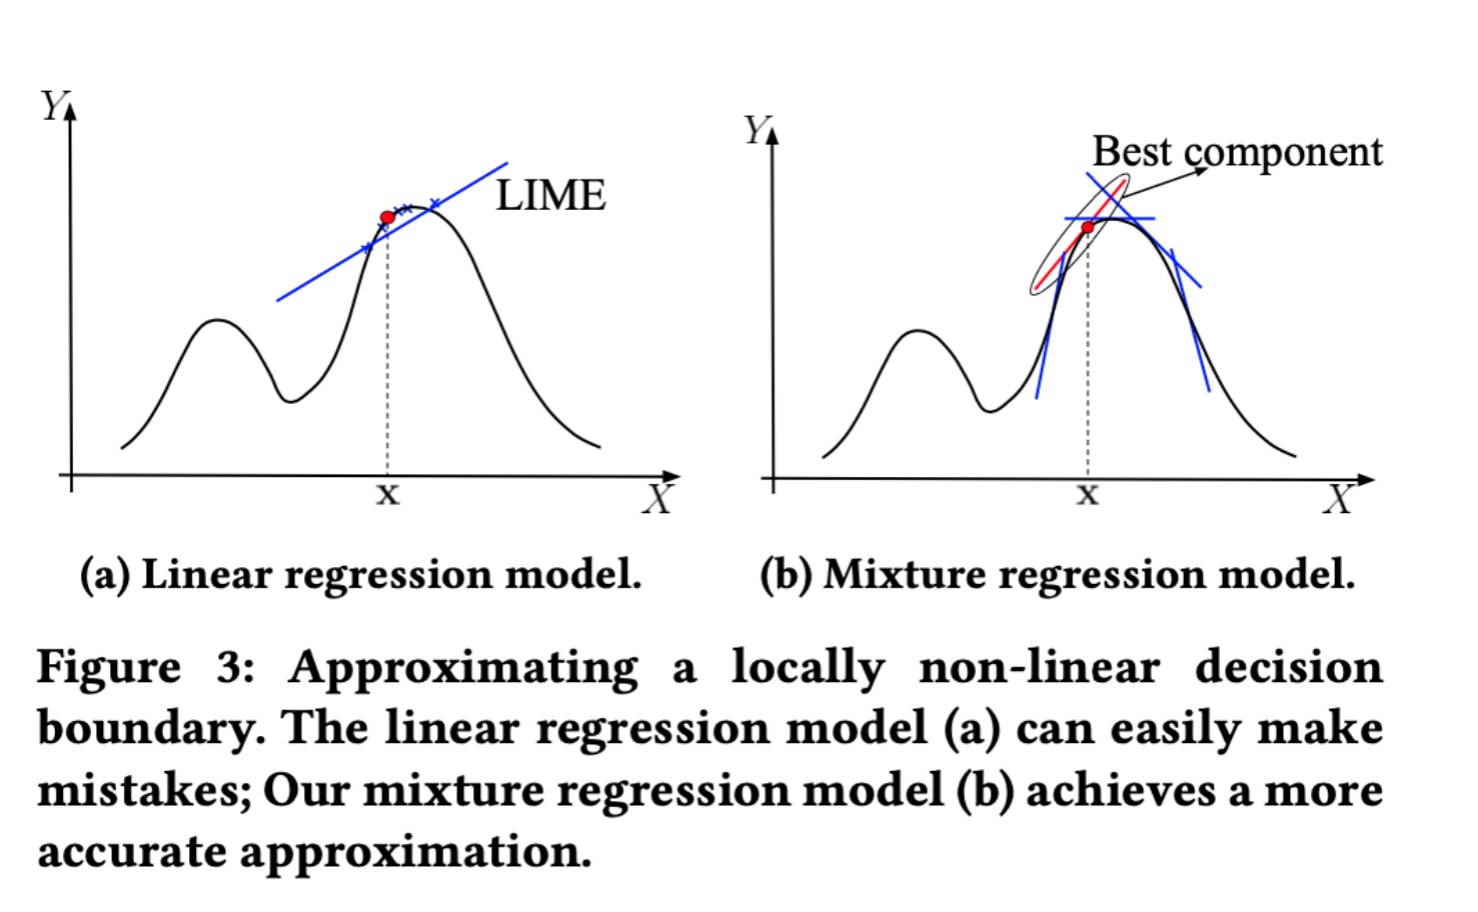 Y
LIME
x
X
Y
Best component
x
X
(a) Linear regression model.
(b) Mixture regression model.
Figure 3: Approximating a locally non-linear decision
boundary. The linear regression model (a) can easily make
mistakes; Our mixture regression model (b) achieves a more
accurate approximation.